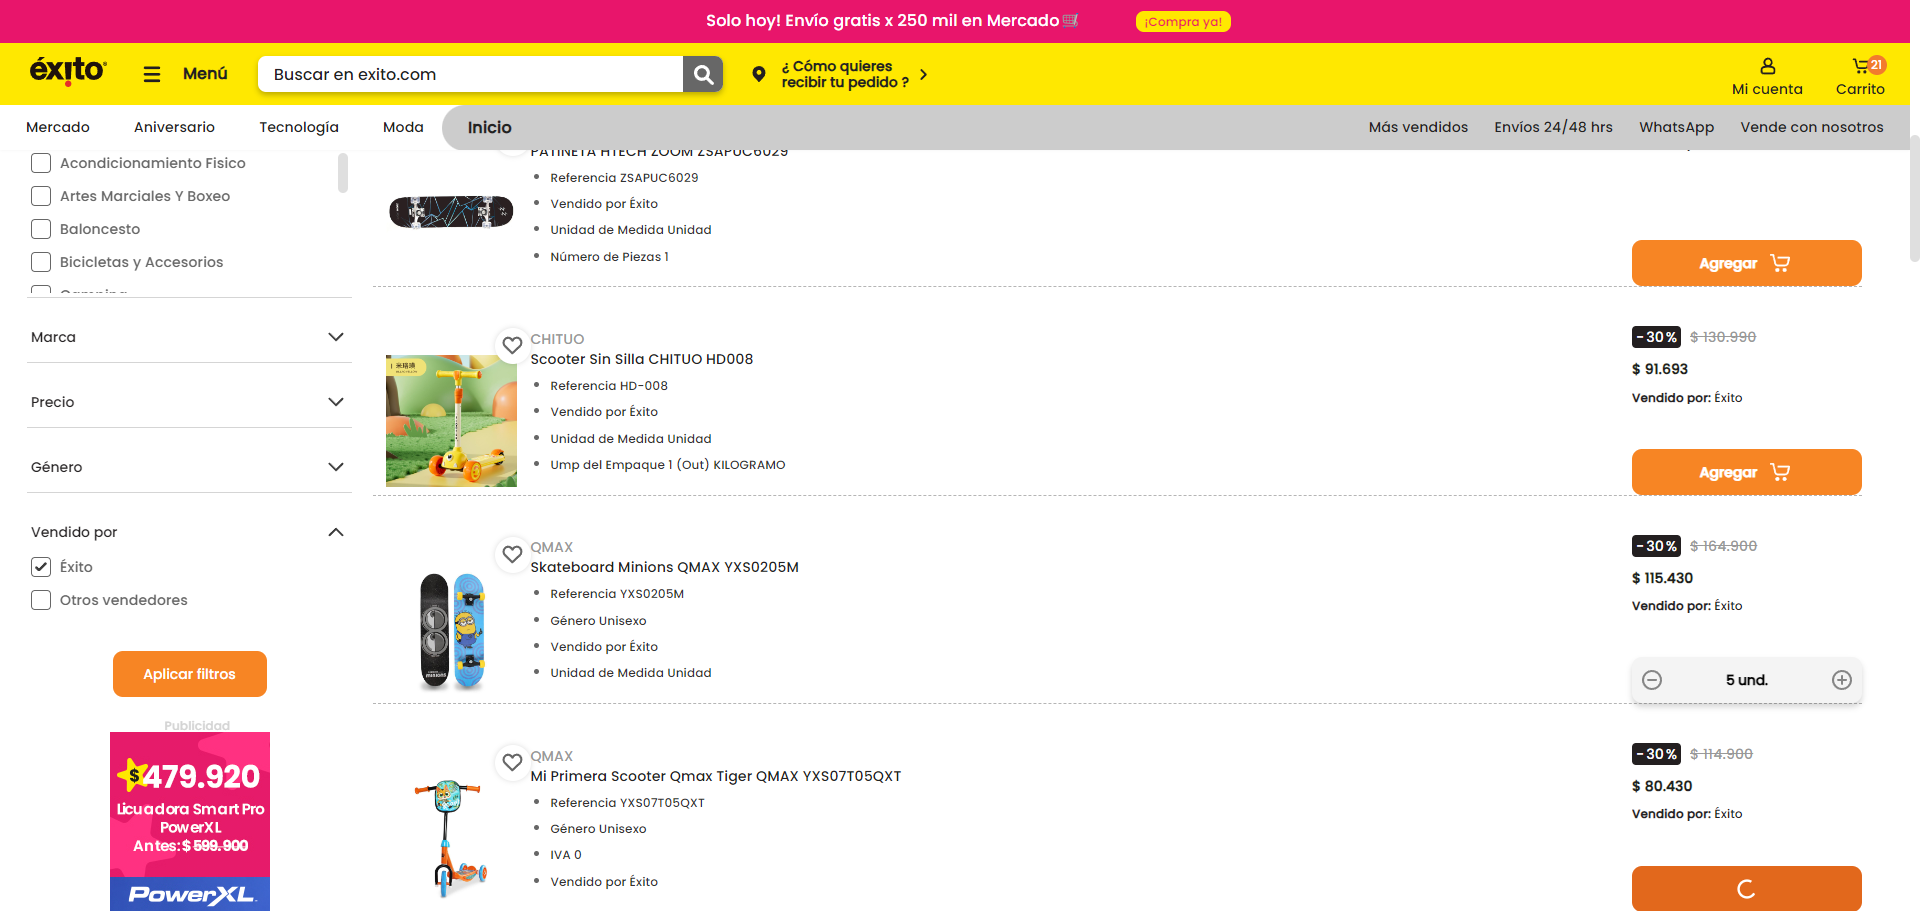 Solo hoy! Envío gratis x 250 mil en Mercado
¡Compra ya!
éxito
Menú
Buscar en exito.com
¿ Cómo quieres
recibir tu pedido ?
Mi cuenta
21
Carrito
Mercado
Aniversario
Tecnología
Moda
Inicio
Más vendidos
Envíos 24/48 hrs
WhatsApp
Vende con nosotros
Acondicionamiento Fisico
Artes Marciales Y Boxeo
Baloncesto
Bicicletas y Accesorios
Camping
Marca
Precio
Género
Vendido por
Éxito
Otros vendedores
Aplicar filtros
Publicidad
$479.920
Licuadora Smart Pro
PowerXL
Antes: $ 599.900
PowerXL
PATINETA HTECH ZOOM ZSAPUC6029
Referencia ZSAPUC6029
Vendido por Éxito
Unidad de Medida Unidad
Número de Piezas 1
Agregar
CHITUO
Scooter Sin Silla CHITUO HD008
Referencia HD-008
Vendido por Éxito
Unidad de Medida Unidad
Ump del Empaque 1 (Out) KILOGRAMO
-30% $ 130.990
$ 91.693
Vendido por: Éxito
Agregar
QMAX
Skateboard Minions QMAX YXS0205M
Referencia YXS0205M
Género Unisexo
Vendido por Éxito
Unidad de Medida Unidad
-30% $ 164.900
$ 115.430
Vendido por: Éxito
5 und.
QMAX
Mi Primera Scooter Qmax Tiger QMAX YXS07T05QXT
Referencia YXS07T05QXT
Género Unisexo
IVA 0
Vendido por Éxito
-30% $ 114.900
$ 80.430
Vendido por: Éxito